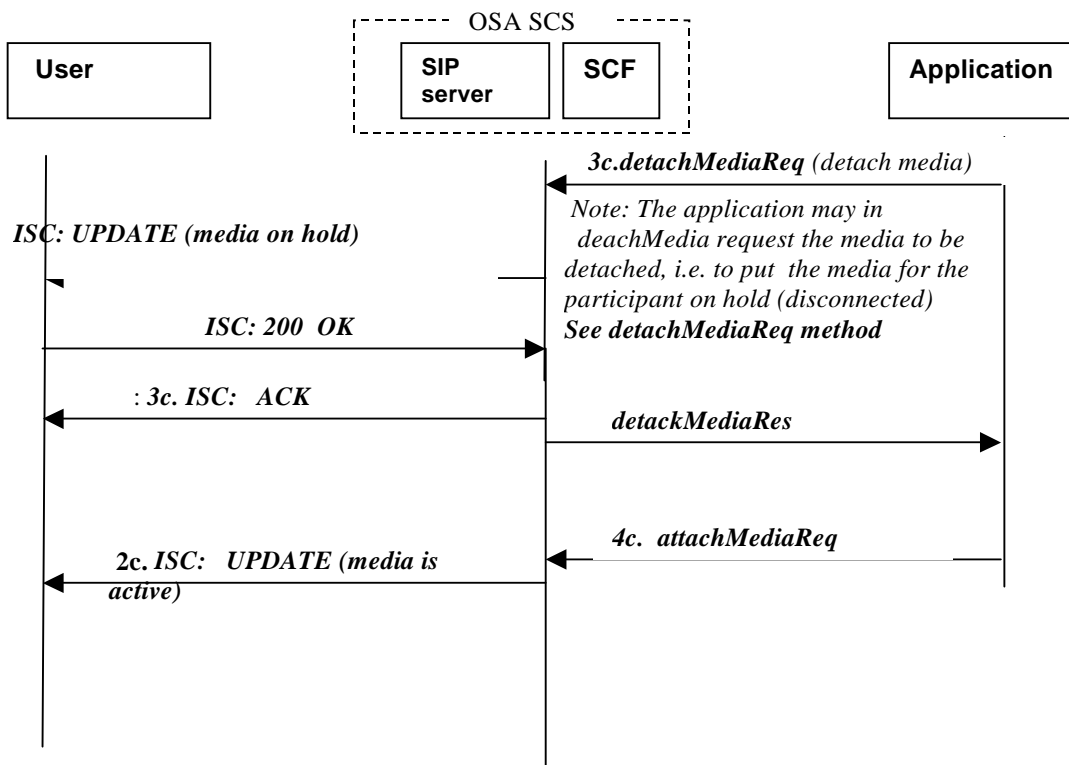 OSA SCS
User
SIP
server
SCF
Application
3c.detachMediaReq (detach media)
Note: The application may in
deachMedia request the media to be
detached, i.e. to put the media for the
participant on hold (disconnected)
See detachMediaReq method
ISC: UPDATE (media on hold)
ISC: 200 OK
: 3c. ISC: ACK
detackMediaRes
4c. attachMediaReq
2c. ISC: UPDATE (media is
active)